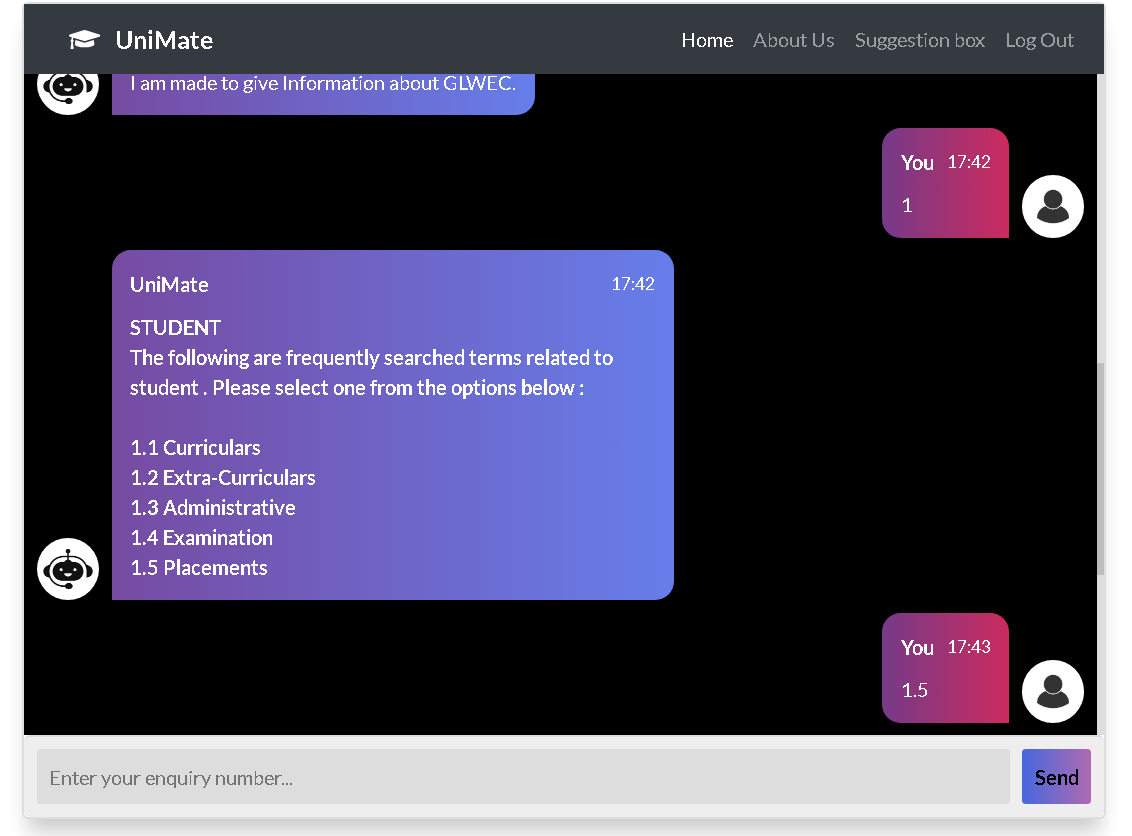 UniMate
Home About Us Suggestion box Log Out
I am made to give Information about GLWEC.
You 17:42
1
UniMate 17:42
STUDENT
The following are frequently searched terms related to
student . Please select one from the options below :
1.1 Curriculars
1.2 Extra-Curriculars
1.3 Administrative
1.4 Examination
1.5 Placements
You 17:43
1.5
Enter your enquiry number...
Send